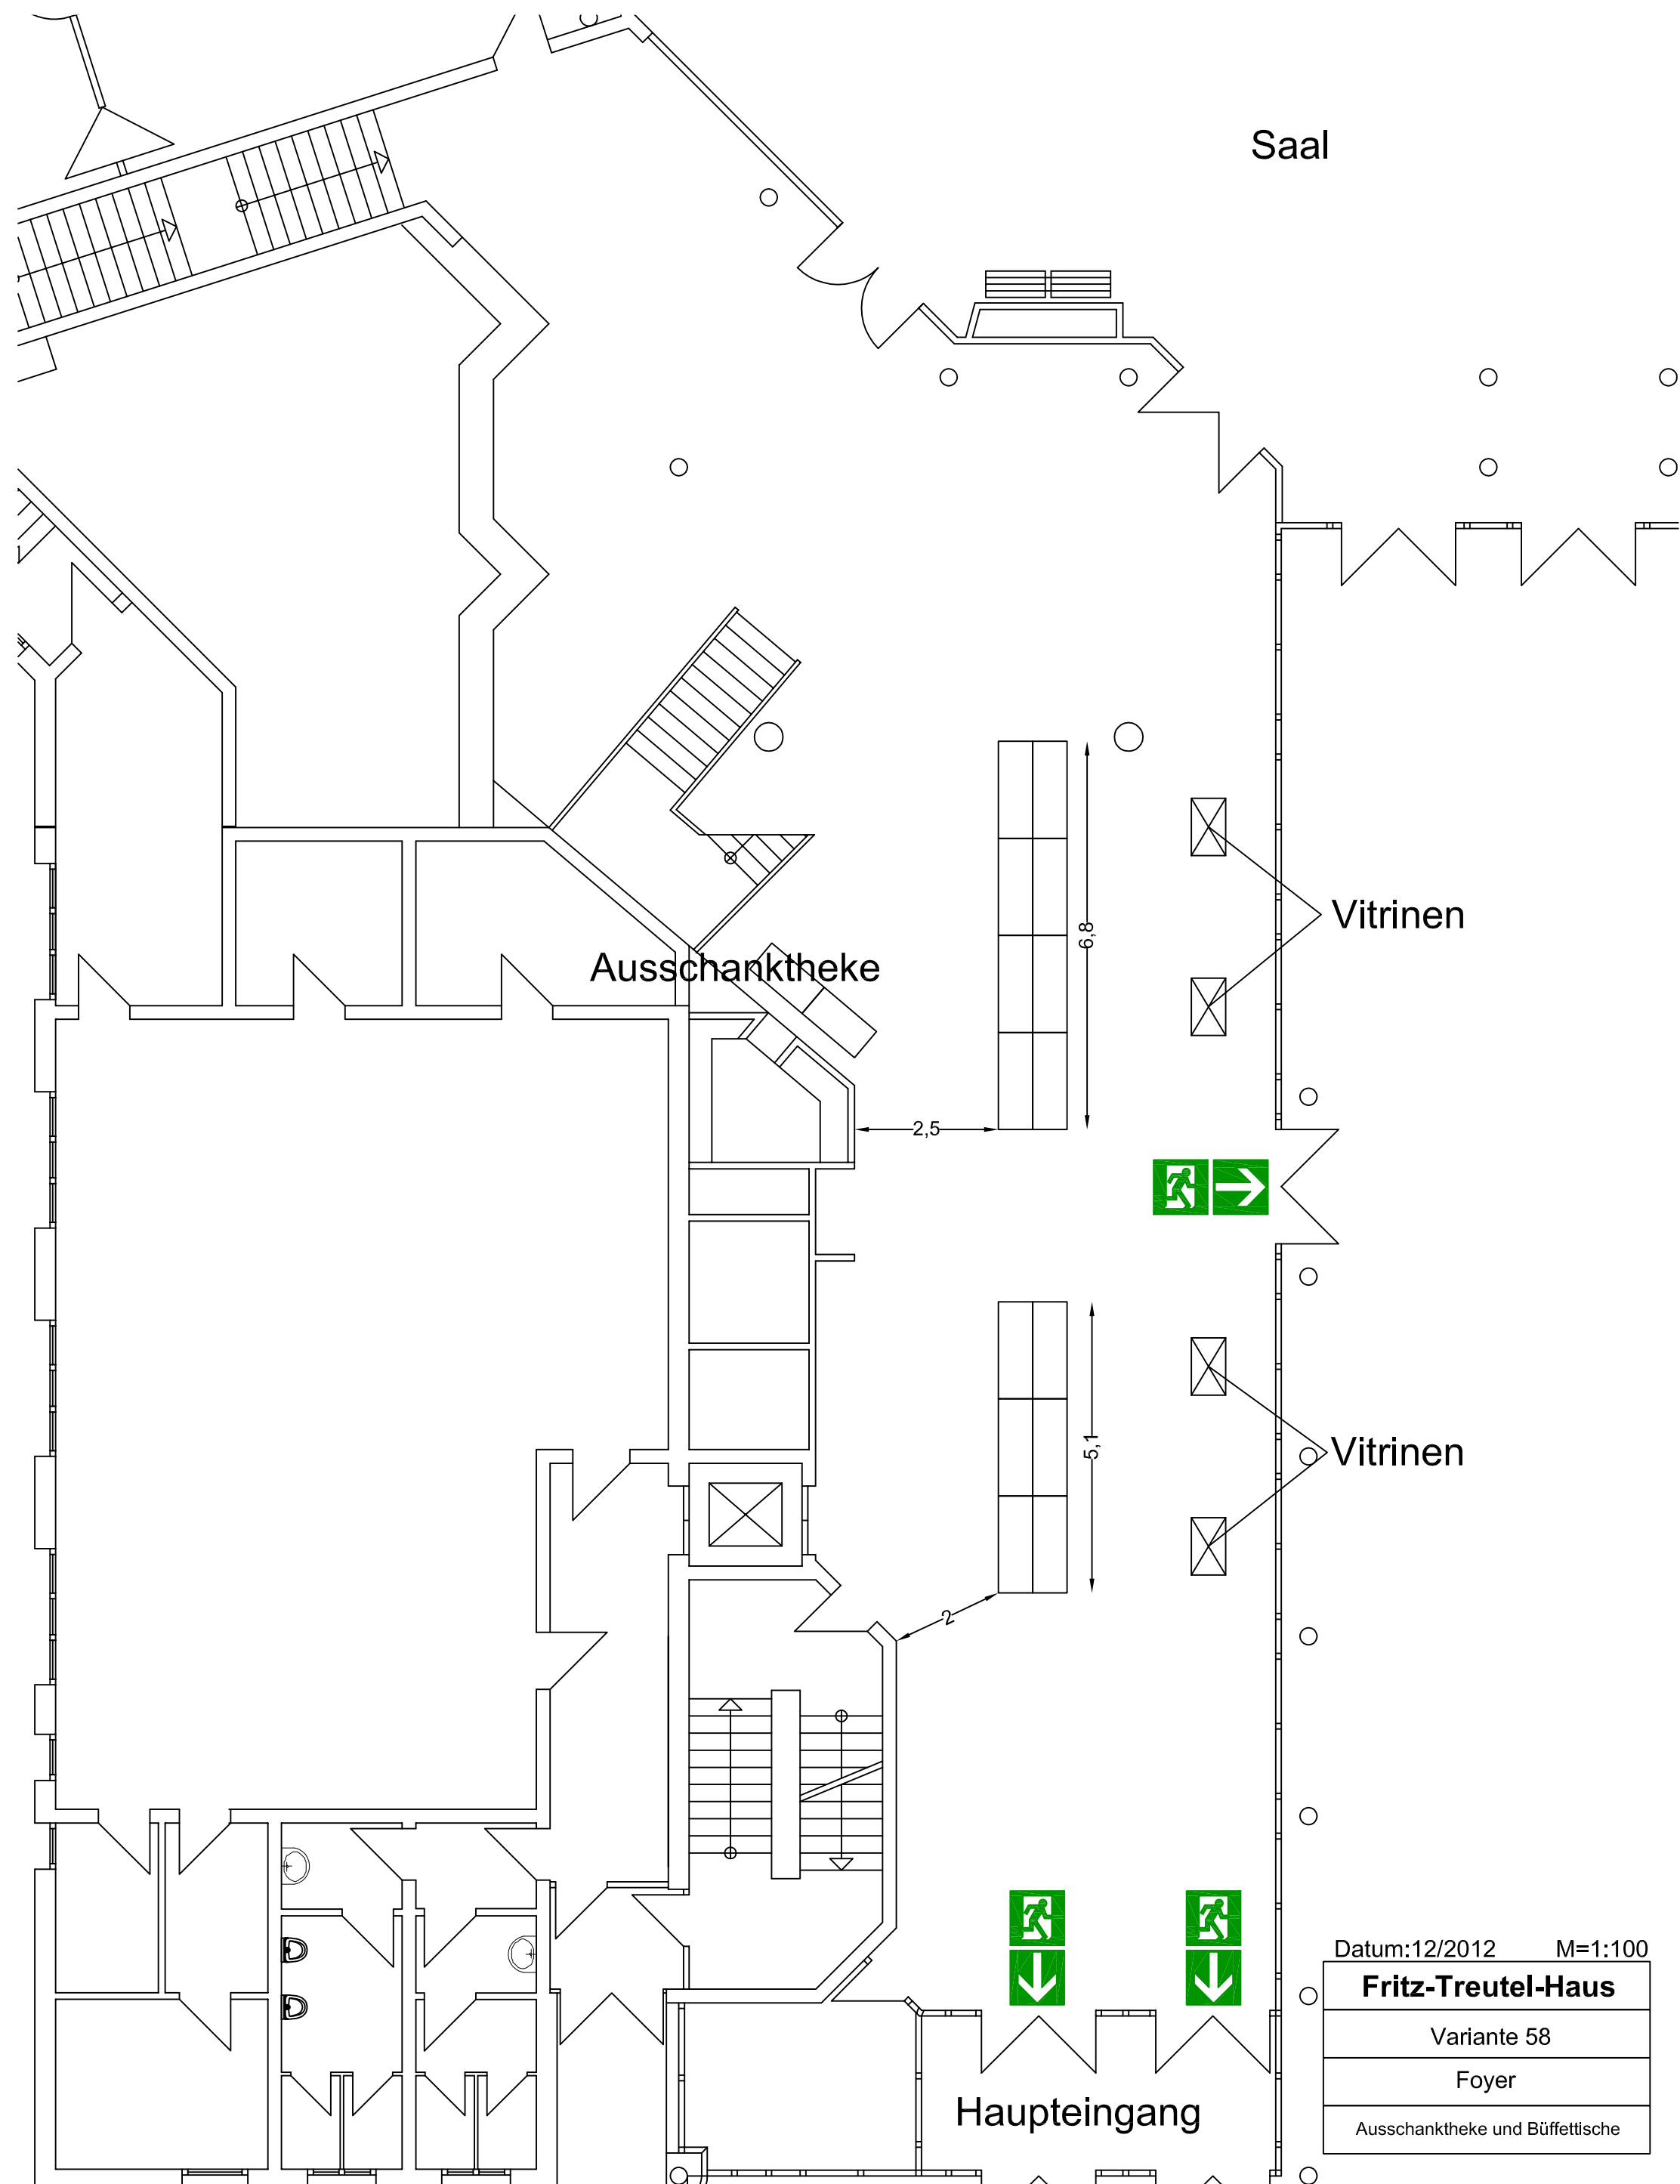 Saal
6,8
Vitrinen
Ausschanktheke
2,5
5,1
Vitrinen
2
Datum:12/2012 M=1:100
Fritz-Treutel-Haus
Variante 58
Foyer
Haupteingang
Ausschanktheke und Büffettische